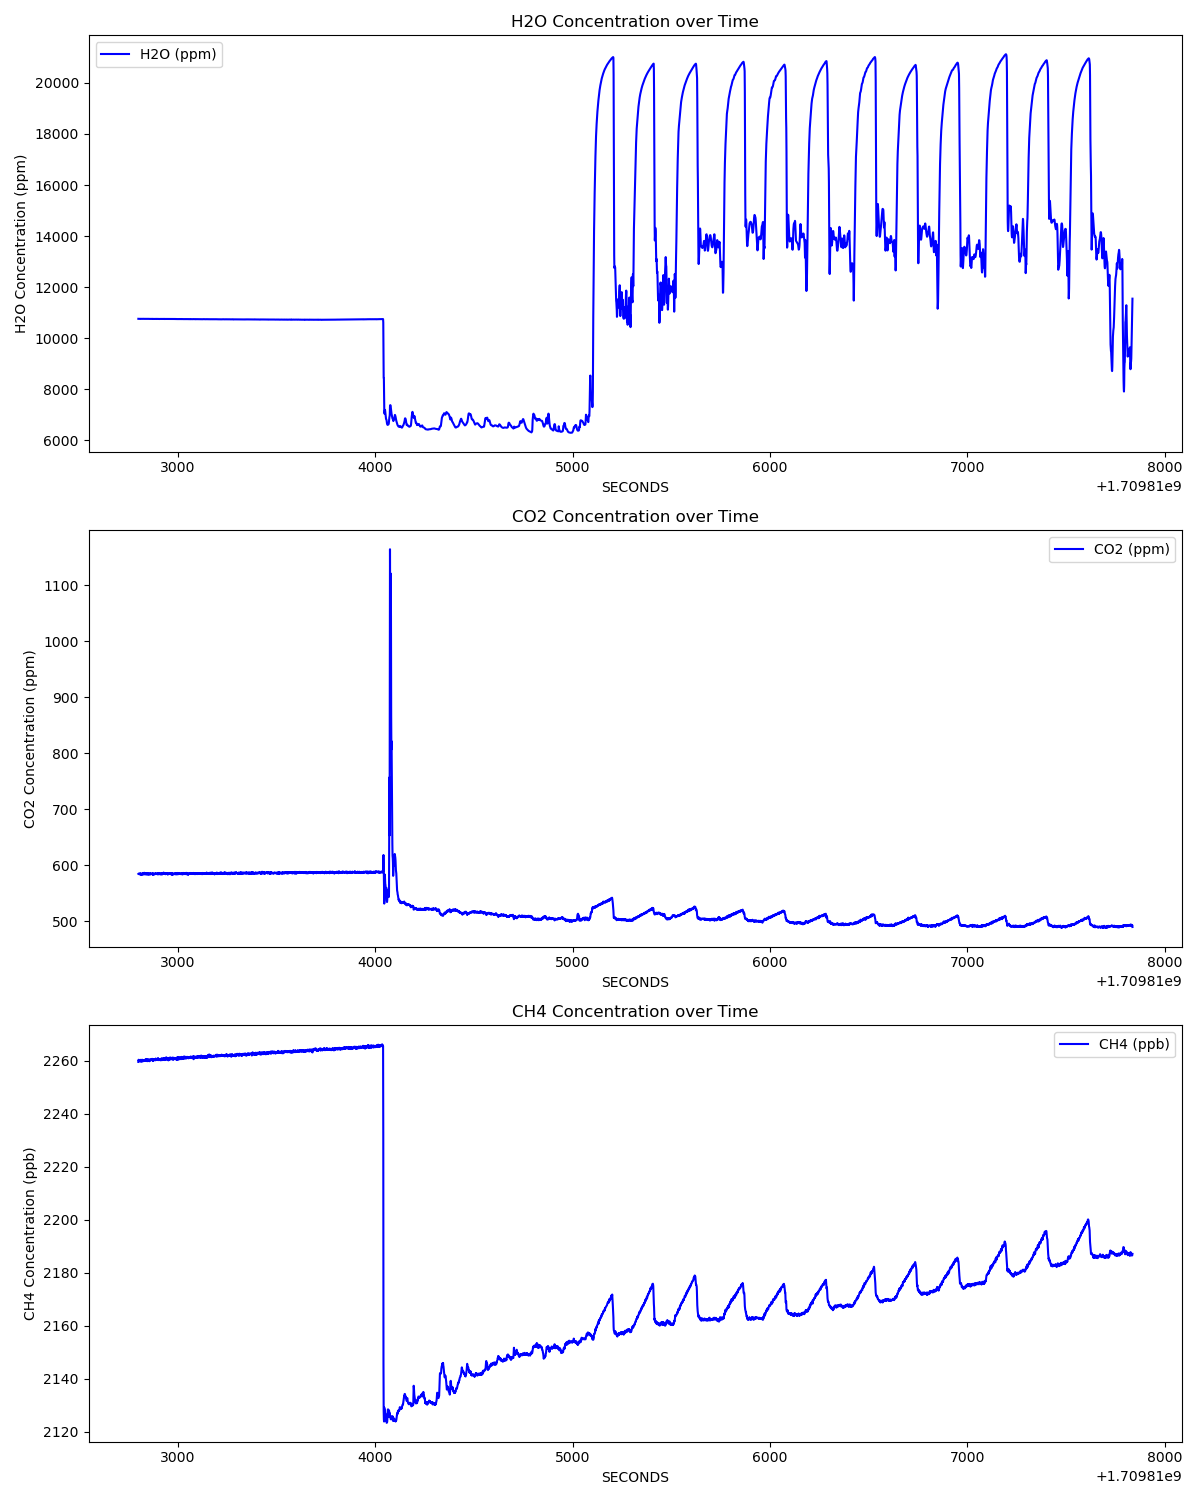 H2O Concentration over Time
H2O (ppm)
H2O Concentration (ppm)
20000
18000
16000
14000
12000
10000
8000
6000
3000 4000 5000 6000 7000 8000
SECONDS
+1.70981e9
CO2 Concentration over Time
CO2 (ppm)
CO2 Concentration (ppm)
1100
1000
900
800
700
600
500
3000 4000 5000 6000 7000 8000
SECONDS
+1.70981e9
CH4 Concentration over Time
CH4 (ppb)
CH4 Concentration (ppb)
2260
2240
2220
2200
2180
2160
2140
2120
3000 4000 5000 6000 7000 8000
SECONDS
+1.70981e9